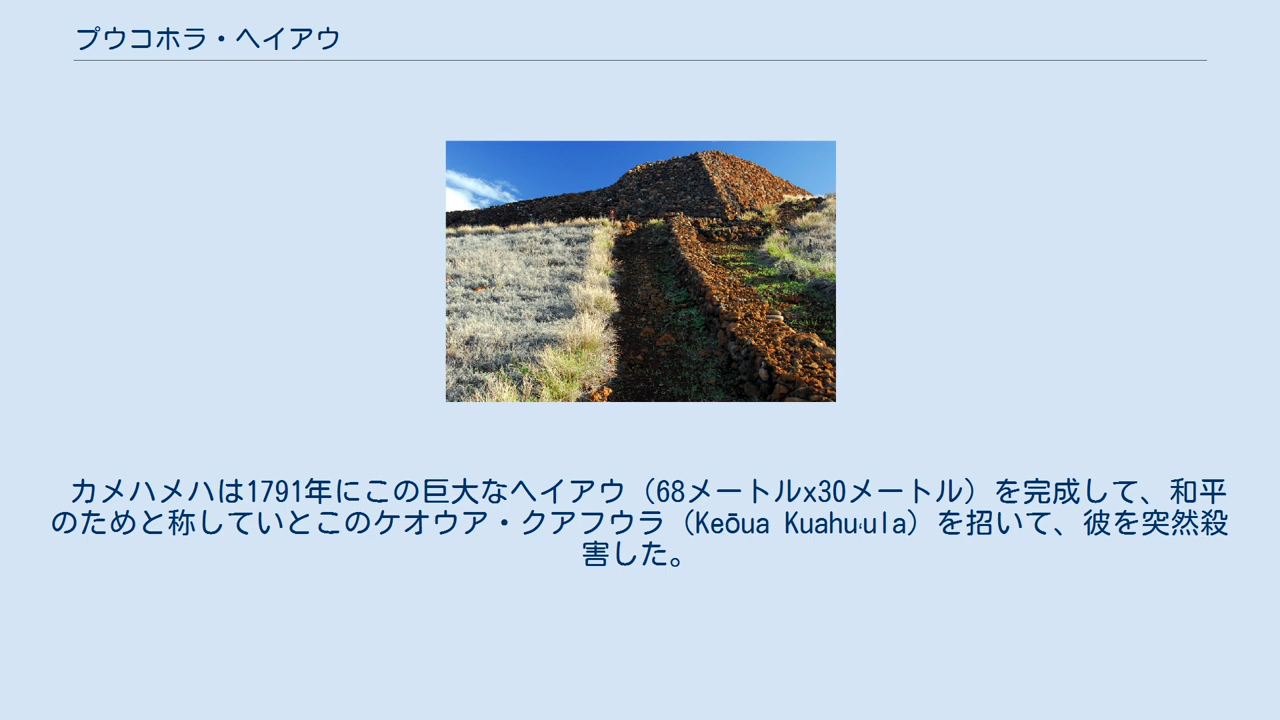 プウコホラ・ヘイアウ
カメハメハは1791年にこの巨大なヘイアウ（68メートルx30メートル）を完成して、和平
のためと称していとこのケオウア・クアフウラ（Keōua Kuahuʻula）を招いて、彼を突然殺
害した。